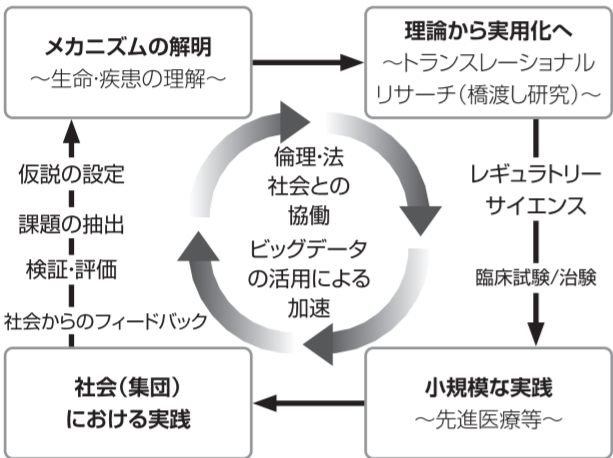 メカニズムの解明
～生命・疾患の理解～
理論から実用化へ
～トランスレーショナル
リサーチ（橋渡し研究）～
倫理・法
社会との
協働
ビッグデータ
の活用による
加速
レギュラトリー
サイエンス
臨床試験/治験
仮説の設定
課題の抽出
検証・評価
社会からのフィードバック
社会（集団）
における実践
小規模な実践
～先進医療等～